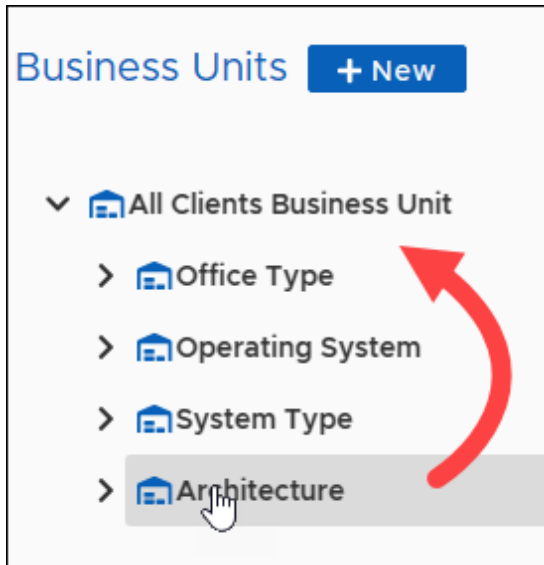 Business Units + New
All Clients Business Unit
Office Type
Operating System
System Type
Architecture